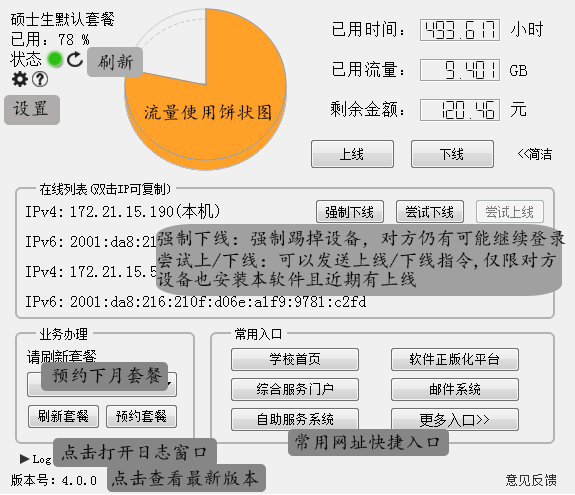 硕士生默认套餐
已用：78 %
状态
刷新
设置
流量使用饼状图
已用时间： 493.617 小时
已用流量： 9.401 GB
剩余金额： 120.46 元
上线 下线 <<简洁
在线列表(双击IP可复制)
IPv4: 172.21.15.190(本机) 强制下线 尝试下线 尝试上线
IPv6: 2001:da8:21
强制下线：强制踢掉设备，对方仍有可能继续登录
尝试上/下线：可以发送上线/下线指令，仅限对方
设备也安装本软件且近期有上线
IPv4: 172.21.15.5
IPv6: 2001:da8:216:210f:d06e:a1f9:9781:c2fd
业务办理
请刷新套餐
预约下月套餐
刷新套餐 预约套餐
常用入口
学校首页 软件正版化平台
综合服务门户 邮件系统
自助服务系统 更多入口>>
常用网址快捷入口
Log 点击打开日志窗口
版本号：4.0.0 点击查看最新版本
意见反馈